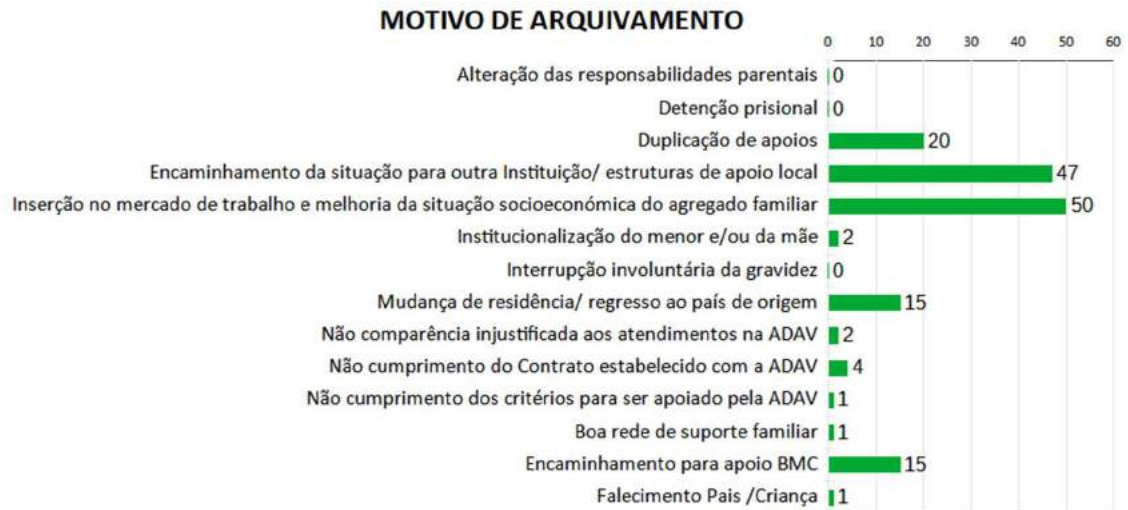 MOTIVO DE ARQUIVAMENTO
0 10 20 30 40 50 60
Alteração das responsabilidades parentais 0
Detenção prisional 0
Duplicação de apoios 20
Encaminhamento da situação para outra Instituição/ estruturas de apoio local 47
Inserção no mercado de trabalho e melhoria da situação socioeconómica do agregado familiar 50
Institucionalização do menor e/ou da mãe 2
Interrupção involuntária da gravidez 0
Mudança de residência/ regresso ao país de origem 15
Não comparência injustificada aos atendimentos na ADAV 2
Não cumprimento do Contrato estabelecido com a ADAV 4
Não cumprimento dos critérios para ser apoiado pela ADAV 1
Boa rede de suporte familiar 1
Encaminhamento para apoio BMC 15
Falecimento Pais /Criança 1